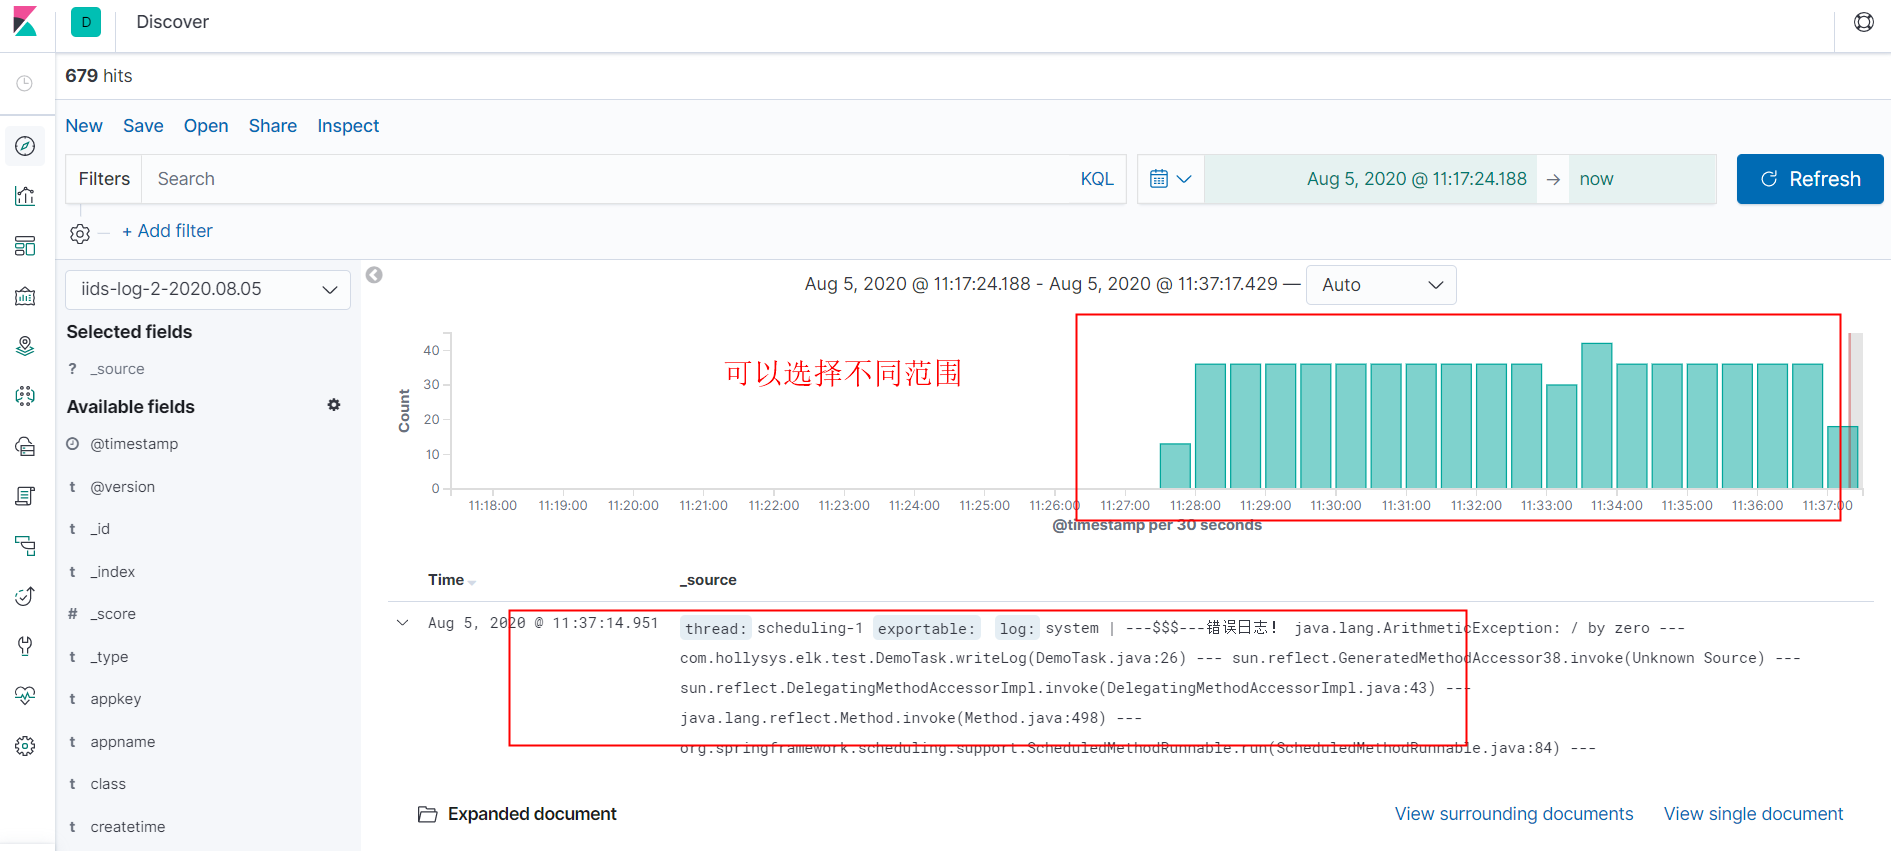 D Discover
679 hits
New Save Open Share Inspect
Filters Search KQL Aug 5, 2020 @ 11:17:24.188 → now Refresh
+ Add filter
iids-log-2-2020.08.05
Selected fields
? _source
Available fields
@timestamp
t @version
t _id
t _index
# _score
t _type
t appkey
t appname
t class
t createtime
Aug 5, 2020 @ 11:17:24.188 - Aug 5, 2020 @ 11:37:17.429 — Auto
可以选择不同范围
Count
40
30
20
10
0
11:18:00 11:19:00 11:20:00 11:21:00 11:22:00 11:23:00 11:24:00 11:25:00 11:26:00 11:27:00 11:28:00 11:29:00 11:30:00 11:31:00 11:32:00 11:33:00 11:34:00 11:35:00 11:36:00 11:37:00
@timestamp per 30 seconds
Time _source
Aug 5, 2020 @ 11:37:14.951 thread: scheduling-1 exportable: log: system | ---$$$---错误日志! java.lang.ArithmeticException: / by zero ---
com.hollysys.elk.test.DemoTask.writeLog(DemoTask.java:26) --- sun.reflect.GeneratedMethodAccessor38.invoke(Unknown Source) ---
sun.reflect.DelegatingMethodAccessorImpl.invoke(DelegatingMethodAccessorImpl.java:43) ---
java.lang.reflect.Method.invoke(Method.java:498) ---
org.springframework.scheduling.support.ScheduledMethodRunnable.run(ScheduledMethodRunnable.java:84) ---
Expanded document View surrounding documents View single document